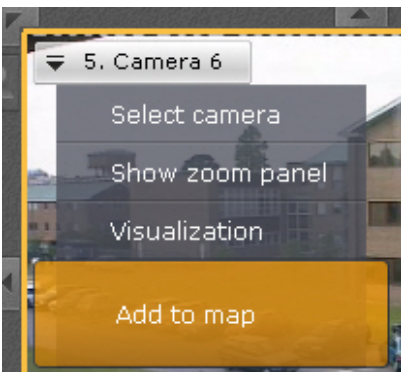 5. Camera 6
Select camera
Show zoom panel
Visualization
Add to map